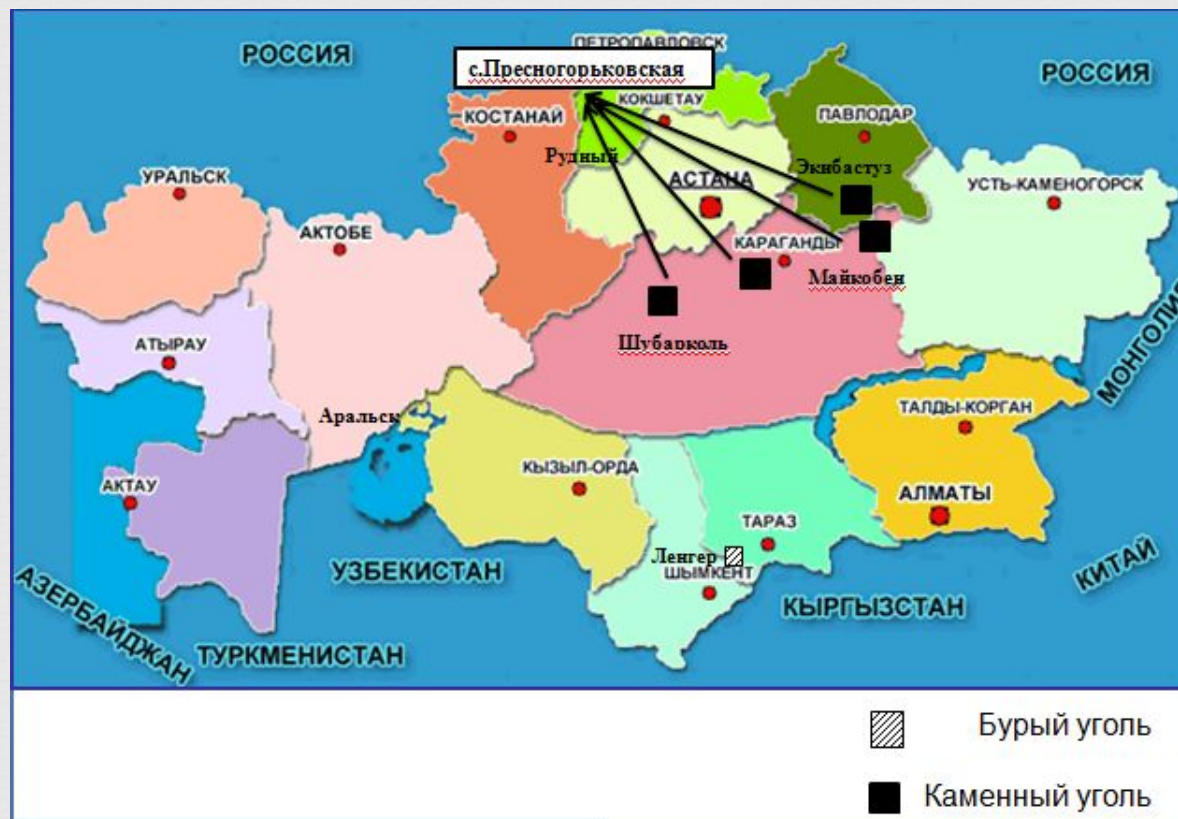 РОССИЯ
ПЕТРОПАВЛОВСК
с.Пресногорьковская
РОССИЯ
КОКШЕТАУ
КОСТАНАЙ
ПАВЛОДАР
Рудный
Экибастуз
УРАЛЬСК
АСТАНА
УСТЬ-КАМЕНОГОРСК
АКТОБЕ
КАРАГАНДЫ
Майкобен
Шубарколь
АТЫРАУ
МОНГОЛИЯ
Аральск
ТАЛДЫ-КОРГАН
КЫЗЫЛ-ОРДА
АКТАУ
АЛМАТЫ
ТАРАЗ
Ленгер
УЗБЕКИСТАН
ШЫМКЕНТ
КИТАЙ
КЫРГЫЗСТАН
АЗЕРБАЙДЖАН
ТУРКМЕНИСТАН
Бурый уголь
Каменный уголь